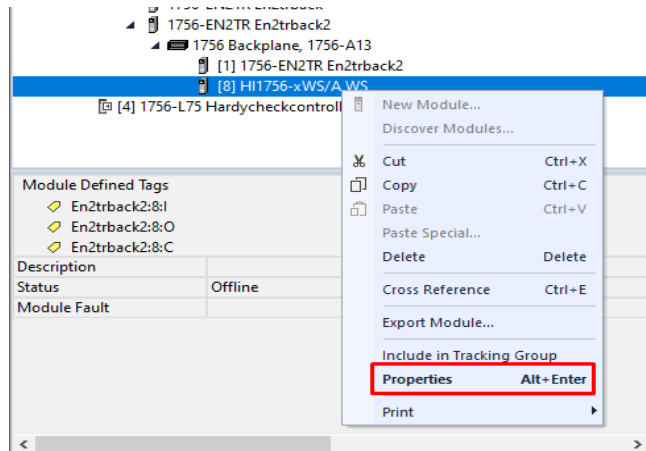 1756-EN2TR En2trback2
1756 Backplane, 1756-A13
[1] 1756-EN2TR En2trback2
[8] HI1756-xWS/A WS
[4] 1756-L75 Hardycheckcontroll
New Module...
Discover Modules...
Cut Ctrl+X
Copy Ctrl+C
Paste Ctrl+V
Paste Special...
Delete Delete
Cross Reference Ctrl+E
Export Module...
Include in Tracking Group
Properties Alt+Enter
Print
Module Defined Tags
En2trback2:8:I
En2trback2:8:O
En2trback2:8:C
Description
Status Offline
Module Fault